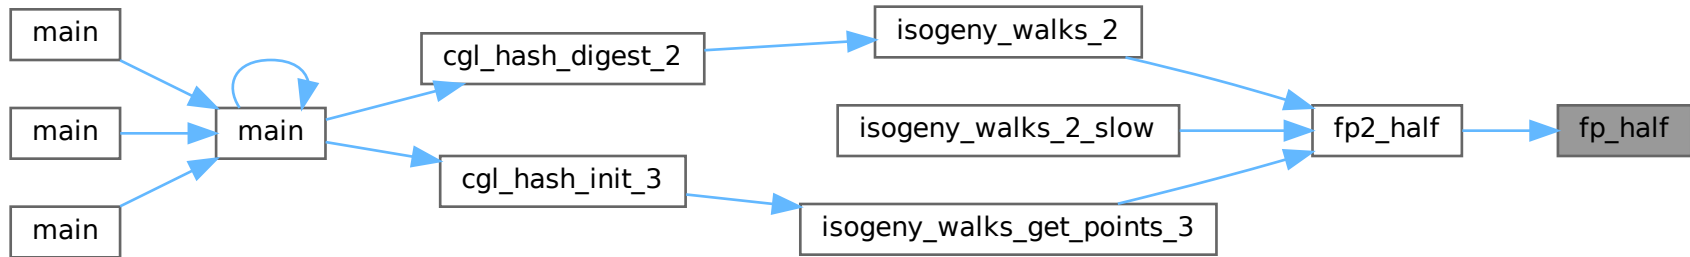 main
main
main
main
cgl_hash_digest_2
cgl_hash_init_3
isogeny_walks_2
isogeny_walks_2_slow
isogeny_walks_get_points_3
fp2_half
fp_half